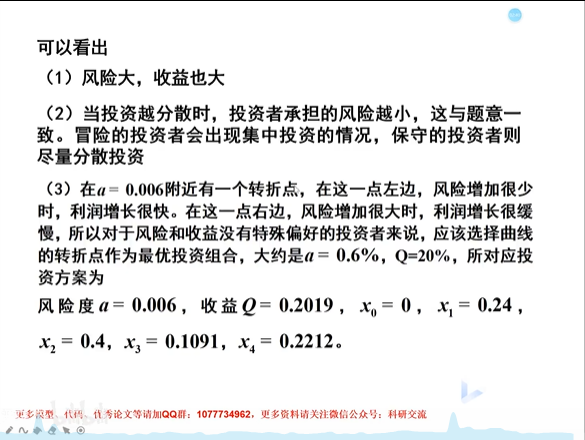 可以看出
（1）风险大，收益也大
（2）当投资越分散时，投资者承担的风险越小，这与题意一
致。冒险的投资者会出现集中投资的情况，保守的投资者则
尽量分散投资
（3）在a = 0.006附近有一个转折点，在这一点左边，风险增加很少
时，利润增长很快。在这一点右边，风险增加很大时，利润增长很缓
慢，所以对于风险和收益没有特殊偏好的投资者来说，应该选择曲线
的转折点作为最优投资组合，大约是a = 0.6%，Q=20%，所对应投
资方案为
风险度 a = 0.006，收益 Q = 0.2019，x₀ = 0，x₁ = 0.24，
x₂ = 0.4，x₃ = 0.1091，x₄ = 0.2212。
更多模型、代码、优秀论文等请加QQ群：1077734962，更多资料请关注微信公众号：科研交流